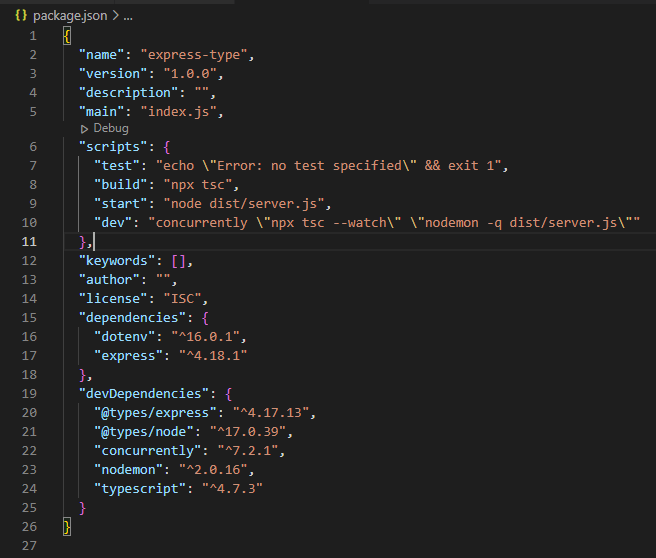 {} package.json > ...
1 {
2 "name": "express-type",
3 "version": "1.0.0",
4 "description": "",
5 "main": "index.js",
Debug
6 "scripts": {
7 "test": "echo \"Error: no test specified\" && exit 1",
8 "build": "npx tsc",
9 "start": "node dist/server.js",
10 "dev": "concurrently \"npx tsc --watch\" \"nodemon -q dist/server.js\""
11 },
12 "keywords": [],
13 "author": "",
14 "license": "ISC",
15 "dependencies": {
16 "dotenv": "^16.0.1",
17 "express": "^4.18.1"
18 },
19 "devDependencies": {
20 "@types/express": "^4.17.13",
21 "@types/node": "^17.0.39",
22 "concurrently": "^7.2.1",
23 "nodemon": "^2.0.16",
24 "typescript": "^4.7.3"
25 }
26 }
27